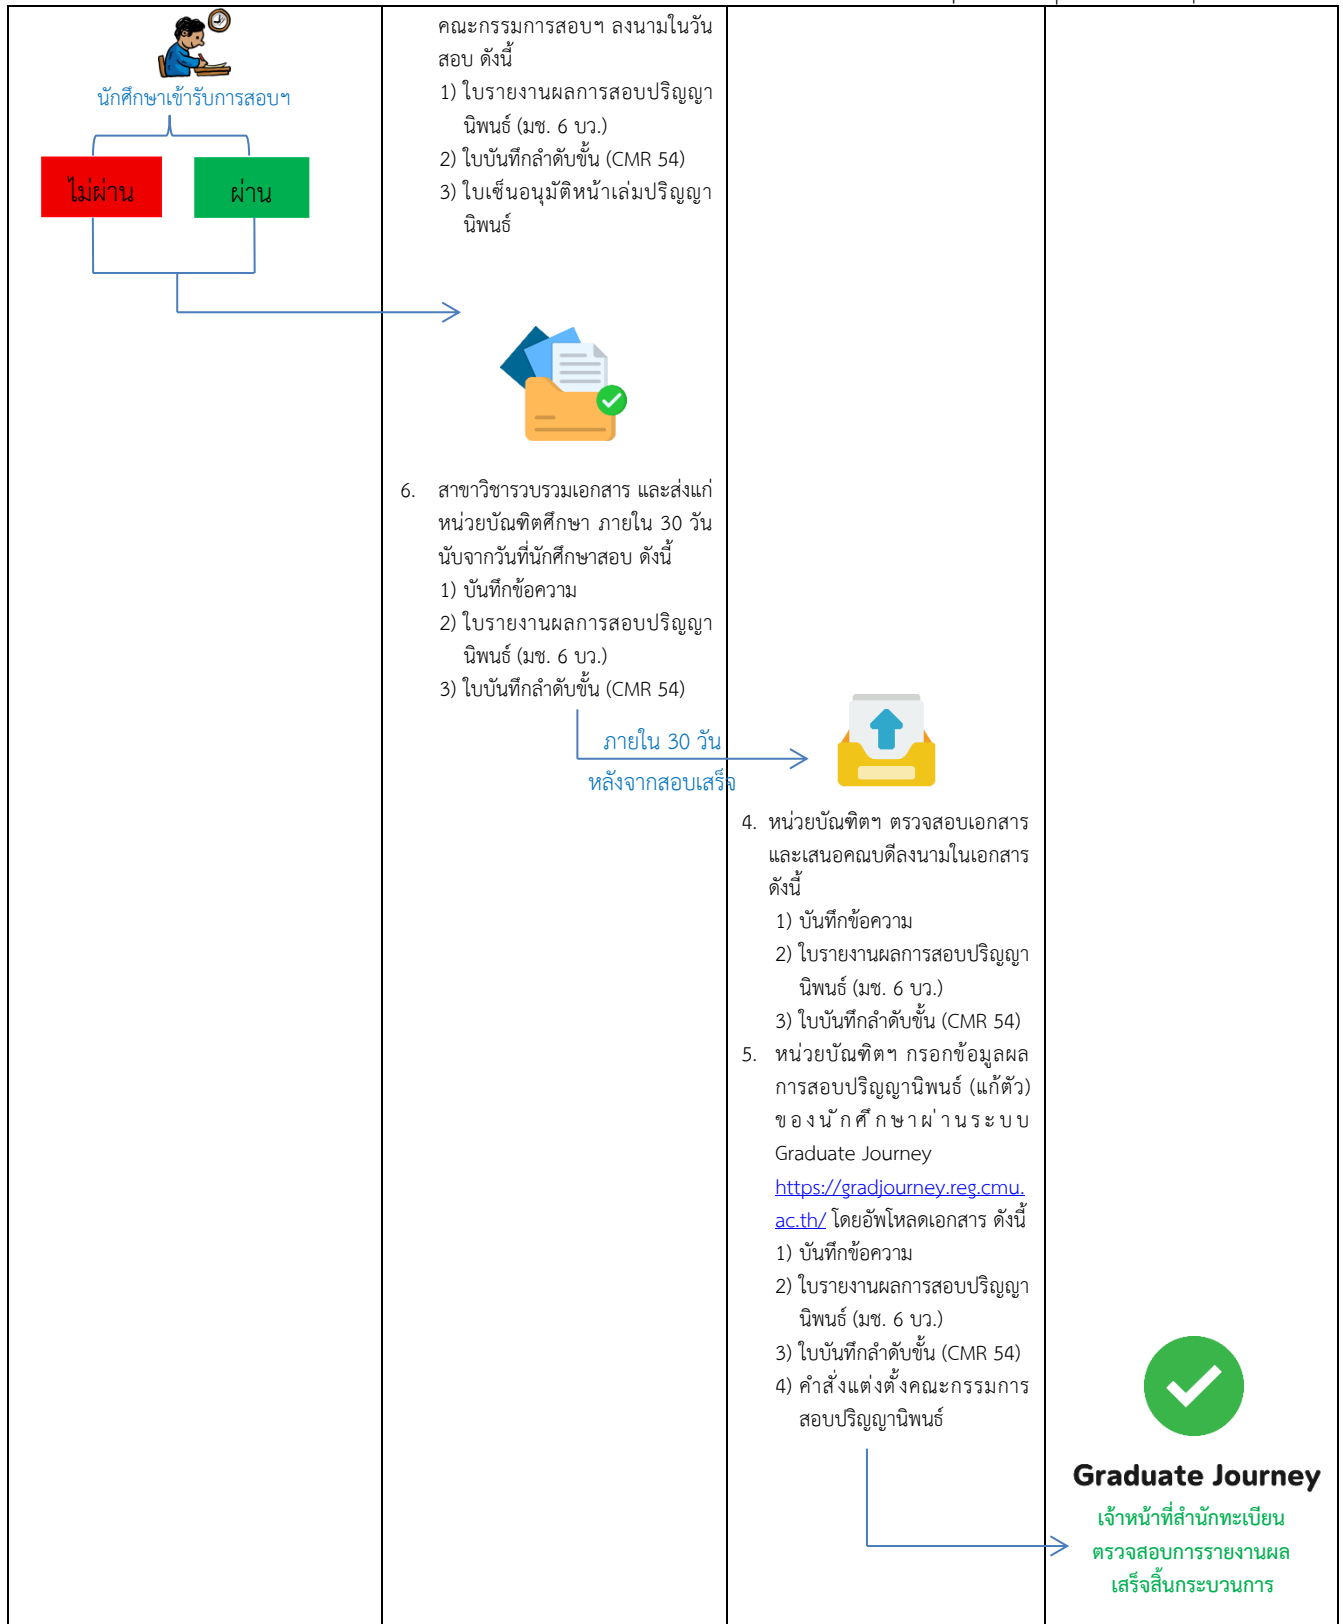 นักศึกษาเข้ารับการสอบฯ
ไม่ผ่าน
ผ่าน
คณะกรรมการสอบฯ ลงนามในวัน
สอบ ดังนี้
1) ใบรายงานผลการสอบปริญญา
นิพนธ์ (มช. 6 บว.)
2) ใบบันทึกลำดับขั้น (CMR 54)
3) ใบเซ็นอนุมัติหน้าเล่มปริญญา
นิพนธ์
6. สาขาวิชารวบรวมเอกสาร และส่งแก่
หน่วยบัณฑิตศึกษา ภายใน 30 วัน
นับจากวันที่นักศึกษาสอบ ดังนี้
1) บันทึกข้อความ
2) ใบรายงานผลการสอบปริญญา
นิพนธ์ (มช. 6 บว.)
3) ใบบันทึกลำดับขั้น (CMR 54)
ภายใน 30 วัน
หลังจากสอบเสร็จ
4. หน่วยบัณฑิตฯ ตรวจสอบเอกสาร
และเสนอคณบดีลงนามในเอกสาร
ดังนี้
1) บันทึกข้อความ
2) ใบรายงานผลการสอบปริญญา
นิพนธ์ (มช. 6 บว.)
3) ใบบันทึกลำดับขั้น (CMR 54)
5. หน่วยบัณฑิตฯ กรอกข้อมูลผล
การสอบปริญญานิพนธ์ (แก้ตัว)
ของนักศึกษาผ่านระบบ
Graduate Journey
https://gradjourney.reg.cmu.
ac.th/ โดยอัพโหลดเอกสาร ดังนี้
1) บันทึกข้อความ
2) ใบรายงานผลการสอบปริญญา
นิพนธ์ (มช. 6 บว.)
3) ใบบันทึกลำดับขั้น (CMR 54)
4) คำสั่งแต่งตั้งคณะกรรมการ
สอบปริญญานิพนธ์
Graduate Journey
เจ้าหน้าที่สำนักทะเบียน
ตรวจสอบการรายงานผล
เสร็จสิ้นกระบวนการ